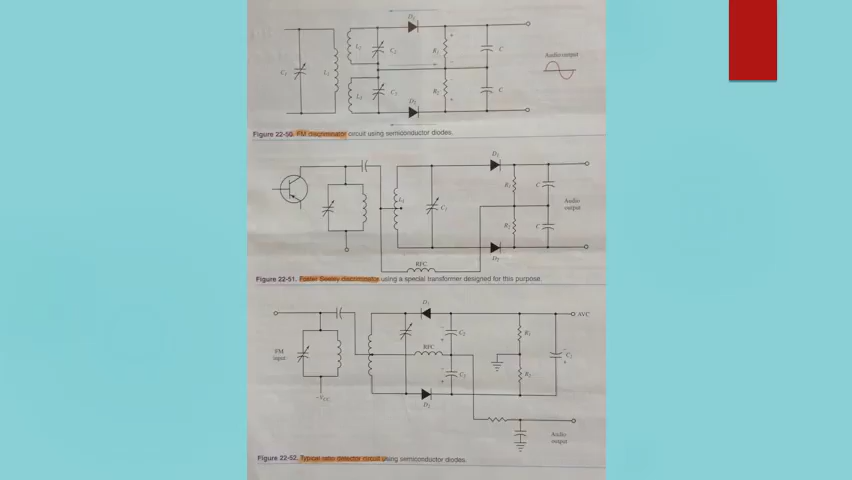 D₁
L₂
C₂
R₁
+
−
C
C₁
L₁
Audio output
−
L₃
C₂
R₂
+
C
D₂
Figure 22-50. FM discriminator circuit using semiconductor diodes.
D₁
R₁
C
L₁
C₁
Audio
output
R₂
C
RFC
D₂
Figure 22-51. Foster Seeley discriminator using a special transformer designed for this purpose.
D₁
AVC
−
C₂
+
R₁
FM
input
RFC
−
C₁
+
−
C₃
+
R₂
−V_CC
D₂
Audio
output
Figure 22-52. Typical ratio detector circuit using semiconductor diodes.